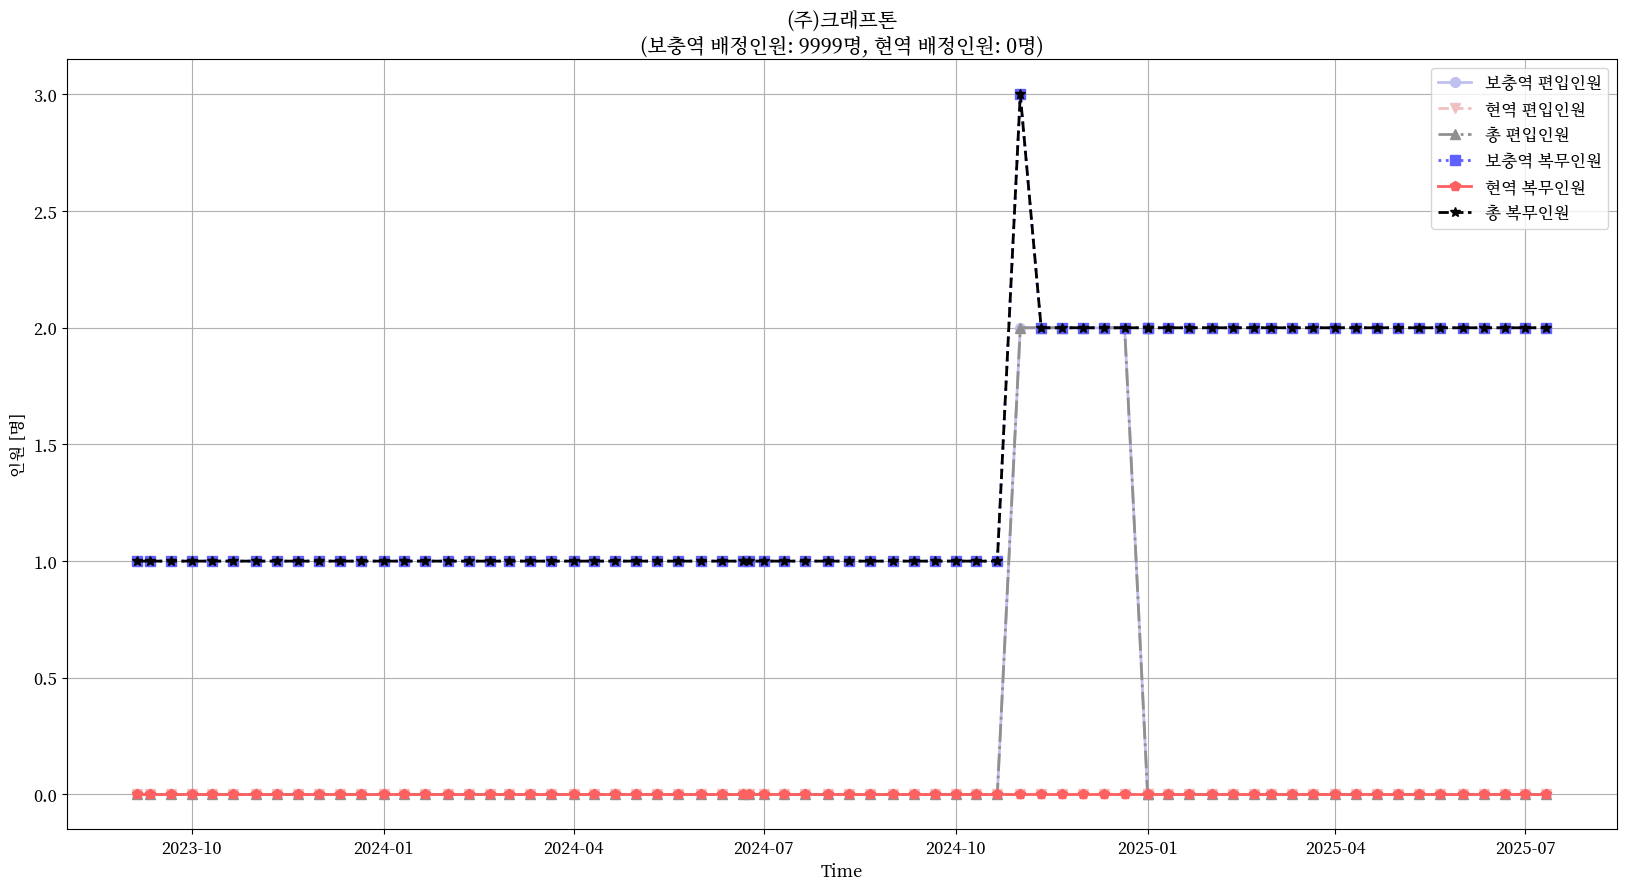 (주)크래프톤
(보충역 배정인원: 9999명, 현역 배정인원: 0명)
3.0
2.5
2.0
1.5
1.0
0.5
0.0
인원 [명]
보충역 편입인원
현역 편입인원
총 편입인원
보충역 복무인원
현역 복무인원
총 복무인원
2023-10
2024-01
2024-04
2024-07
2024-10
2025-01
2025-04
2025-07
Time